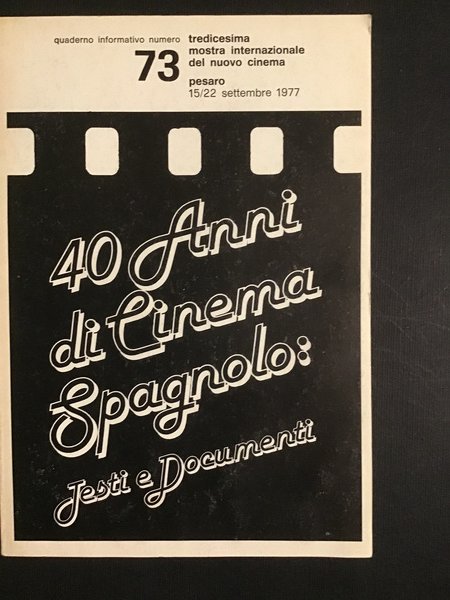 quaderno informativo numero
73
tredicesima
mostra internazionale
del nuovo cinema
pesaro
15/22 settembre 1977
40 Anni
di Cinema
Spagnolo:
Testi e Documenti